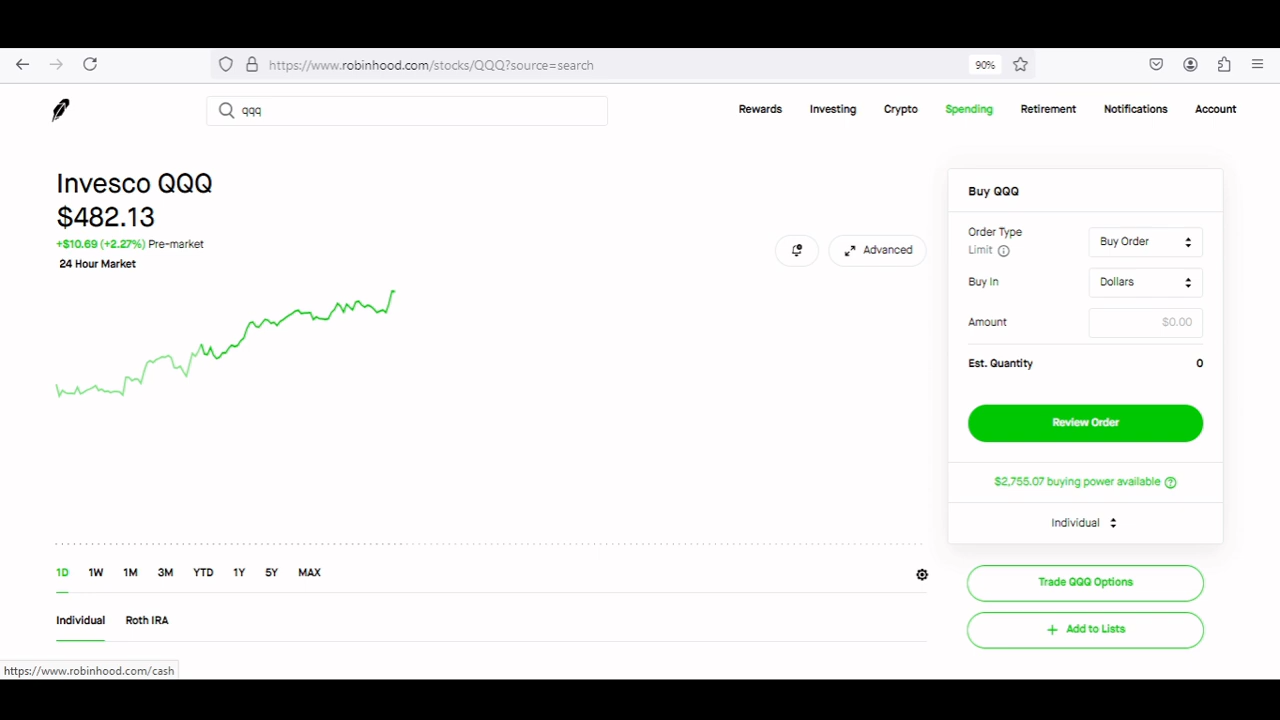 https://www.robinhood.com/stocks/QQQ?source=search
90%
qqq
Rewards Investing Crypto Spending Retirement Notifications Account
Invesco QQQ
$482.13
+$10.69 (+2.27%) Pre-market
24 Hour Market
Advanced
Buy QQQ
Order Type
Limit
Buy Order
Buy In
Dollars
Amount
$0.00
Est. Quantity
0
Review Order
$2,755.07 buying power available
Individual
1D 1W 1M 3M YTD 1Y 5Y MAX
Individual Roth IRA
Trade QQQ Options
+ Add to Lists
https://www.robinhood.com/cash